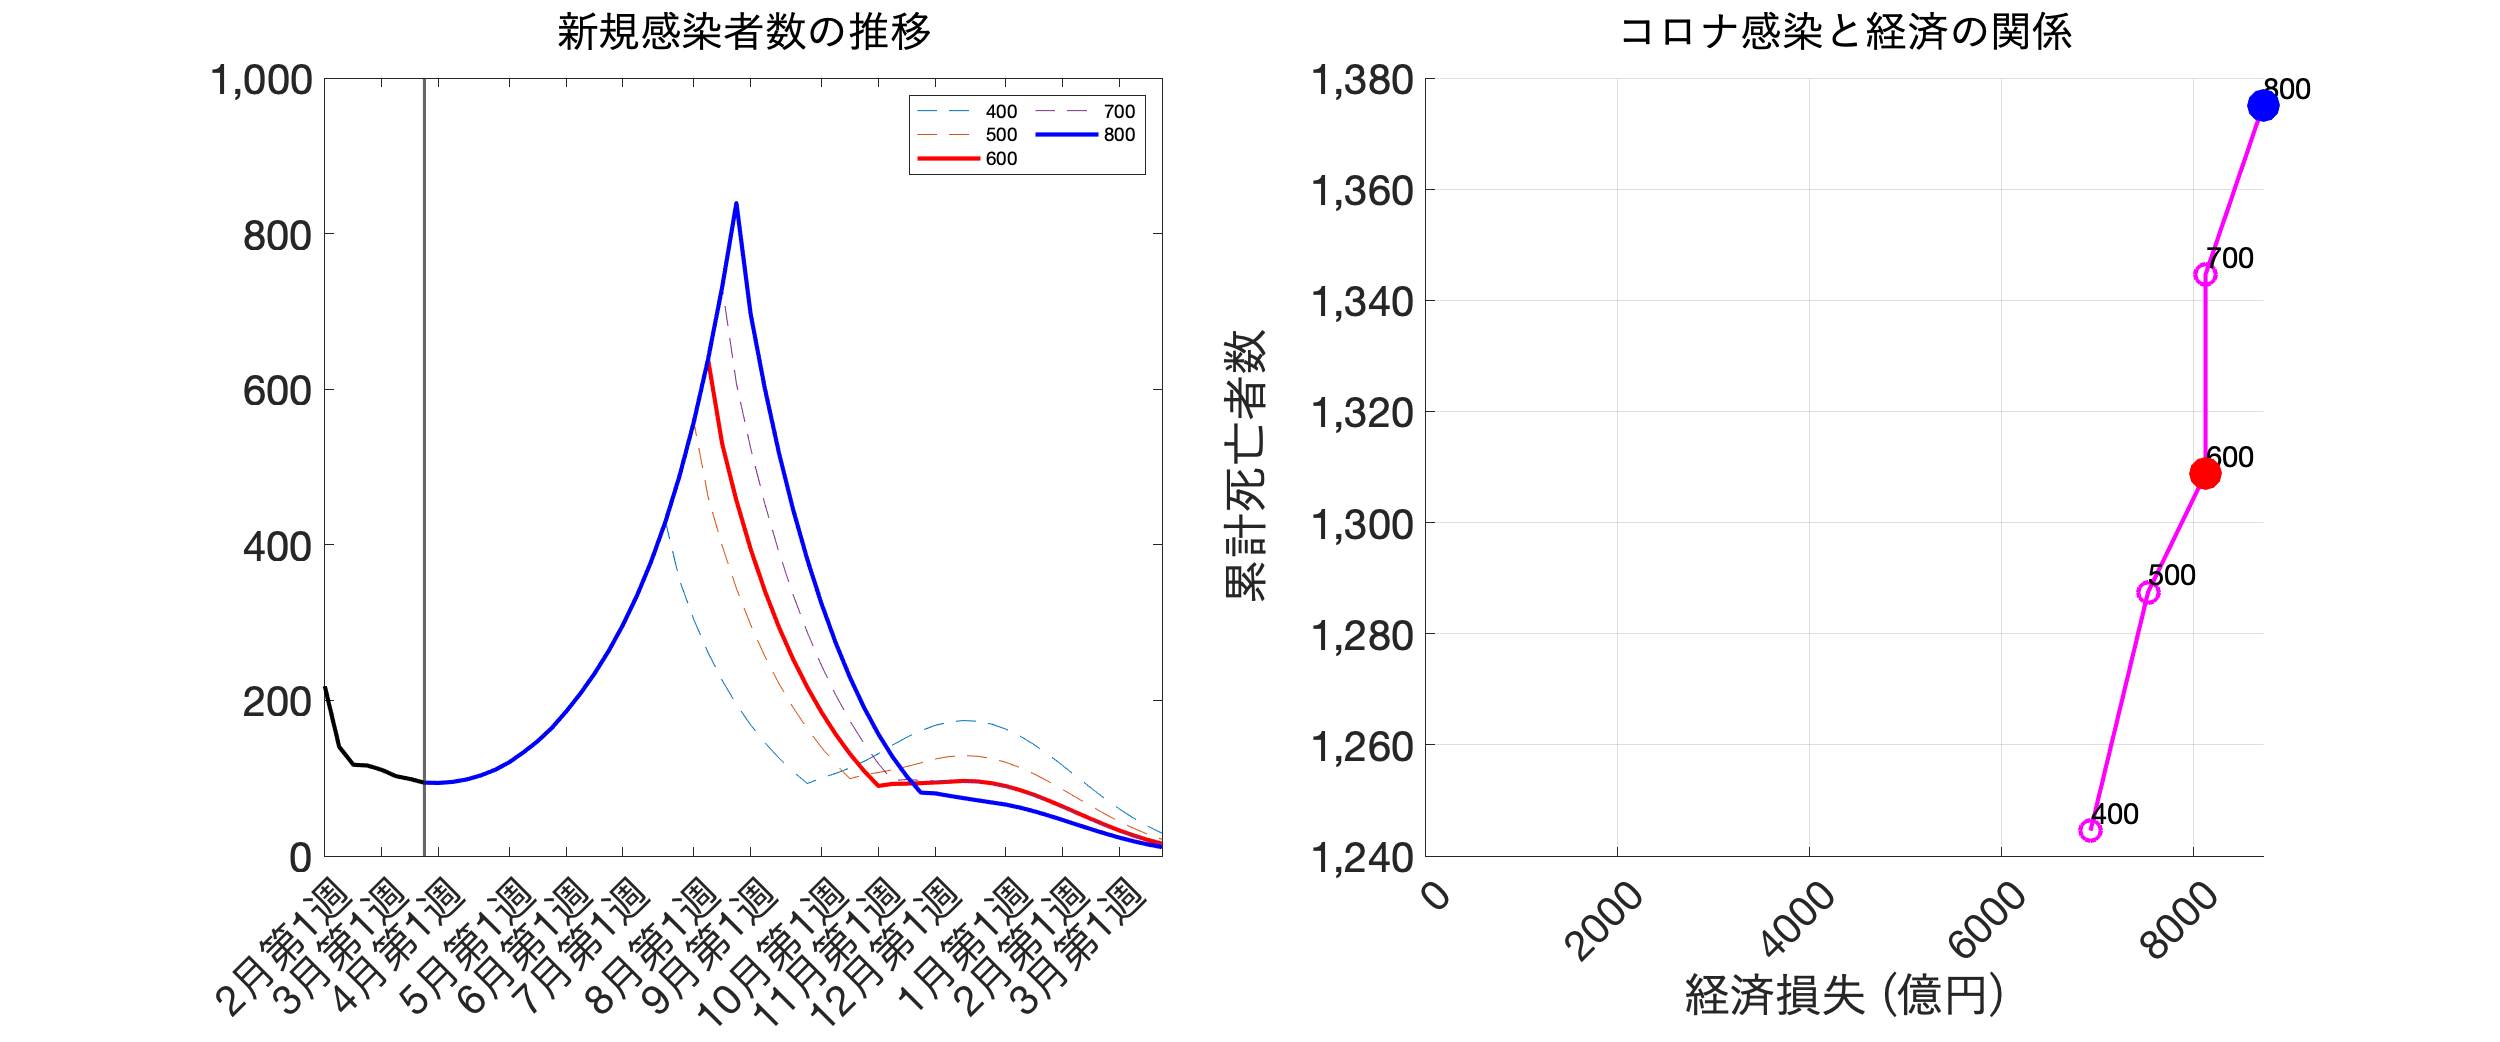 新規感染者数の推移
1,000
800
600
400
200
0
400
500
600
700
800
2月第1週
3月第1週
4月第1週
5月第1週
6月第1週
7月第1週
8月第1週
9月第1週
10月第1週
11月第1週
12月第1週
1月第1週
2月第1週
3月第1週
コロナ感染と経済の関係
累計死亡者数
1,380
1,360
1,340
1,320
1,300
1,280
1,260
1,240
800
700
600
500
400
0
2000
4000
6000
8000
経済損失（億円）